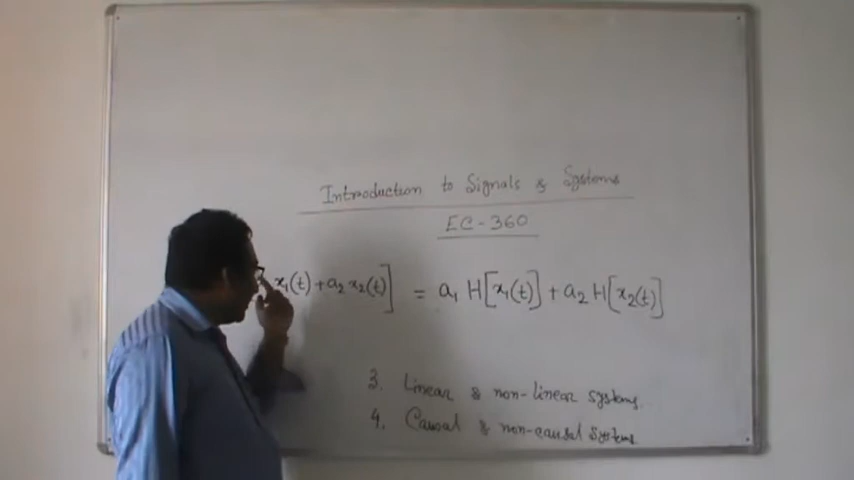 Introduction to Signals & Systems
EC-360
x₁(t) + a₂ x₂(t)] = a₁ H[x₁(t)] + a₂ H[x₂(t)]
3. Linear & non-linear systems.
4. Causal & non-causal systems